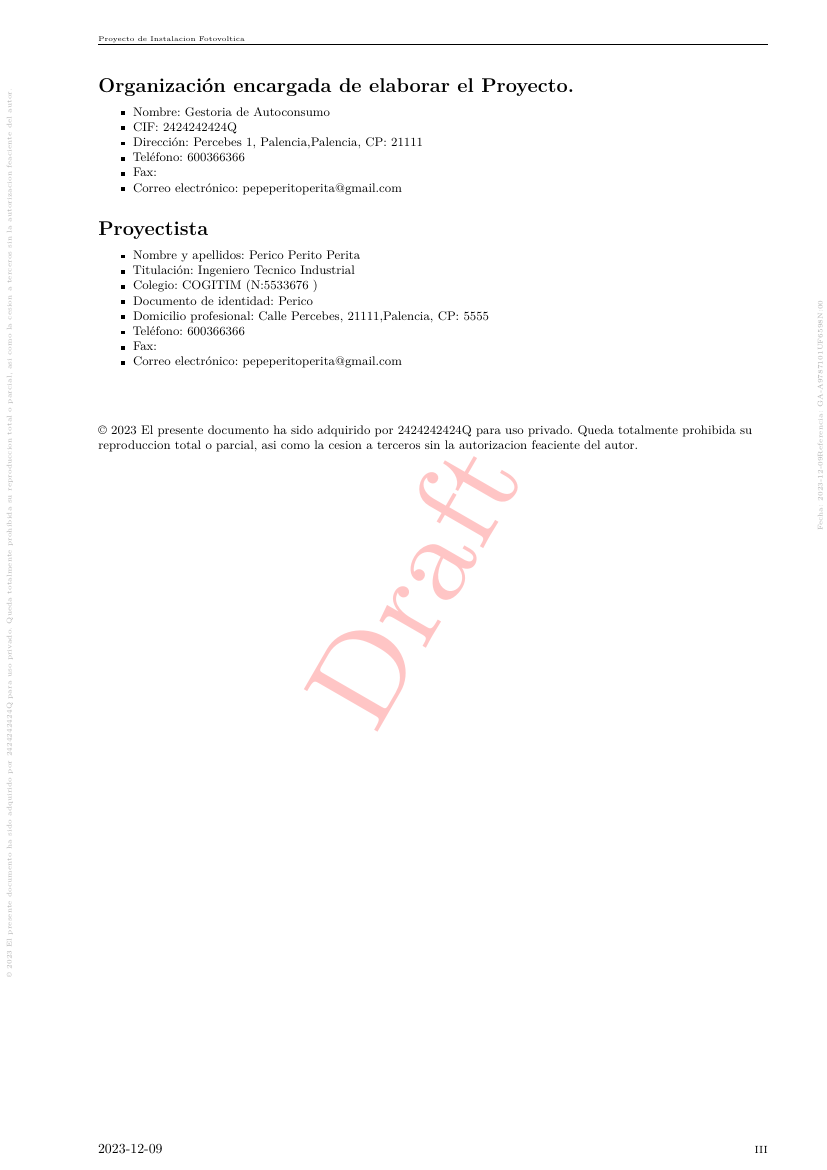 Proyecto de Instalacion Fotovoltica
Organización encargada de elaborar el Proyecto.
Nombre: Gestoria de Autoconsumo
CIF: 2424242424Q
Dirección: Percebes 1, Palencia,Palencia, CP: 21111
Teléfono: 600366366
Fax:
Correo electrónico: pepeperitoperita@gmail.com
Proyectista
Nombre y apellidos: Perico Perito Perita
Titulación: Ingeniero Tecnico Industrial
Colegio: COGITIM (N:5533676 )
Documento de identidad: Perico
Domicilio profesional: Calle Percebes, 21111,Palencia, CP: 5555
Teléfono: 600366366
Fax:
Correo electrónico: pepeperitoperita@gmail.com
© 2023 El presente documento ha sido adquirido por 2424242424Q para uso privado. Queda totalmente prohibida su
reproduccion total o parcial, asi como la cesion a terceros sin la autorizacion feaciente del autor.
Draft
© 2023 El presente documento ha sido adquirido por 2424242424Q para uso privado. Queda totalmente prohibida su reproduccion total o parcial, asi como la cesion a terceros sin la autorizacion feaciente del autor
Fecha: 2023-12-09Referencia
2023-12-09
III